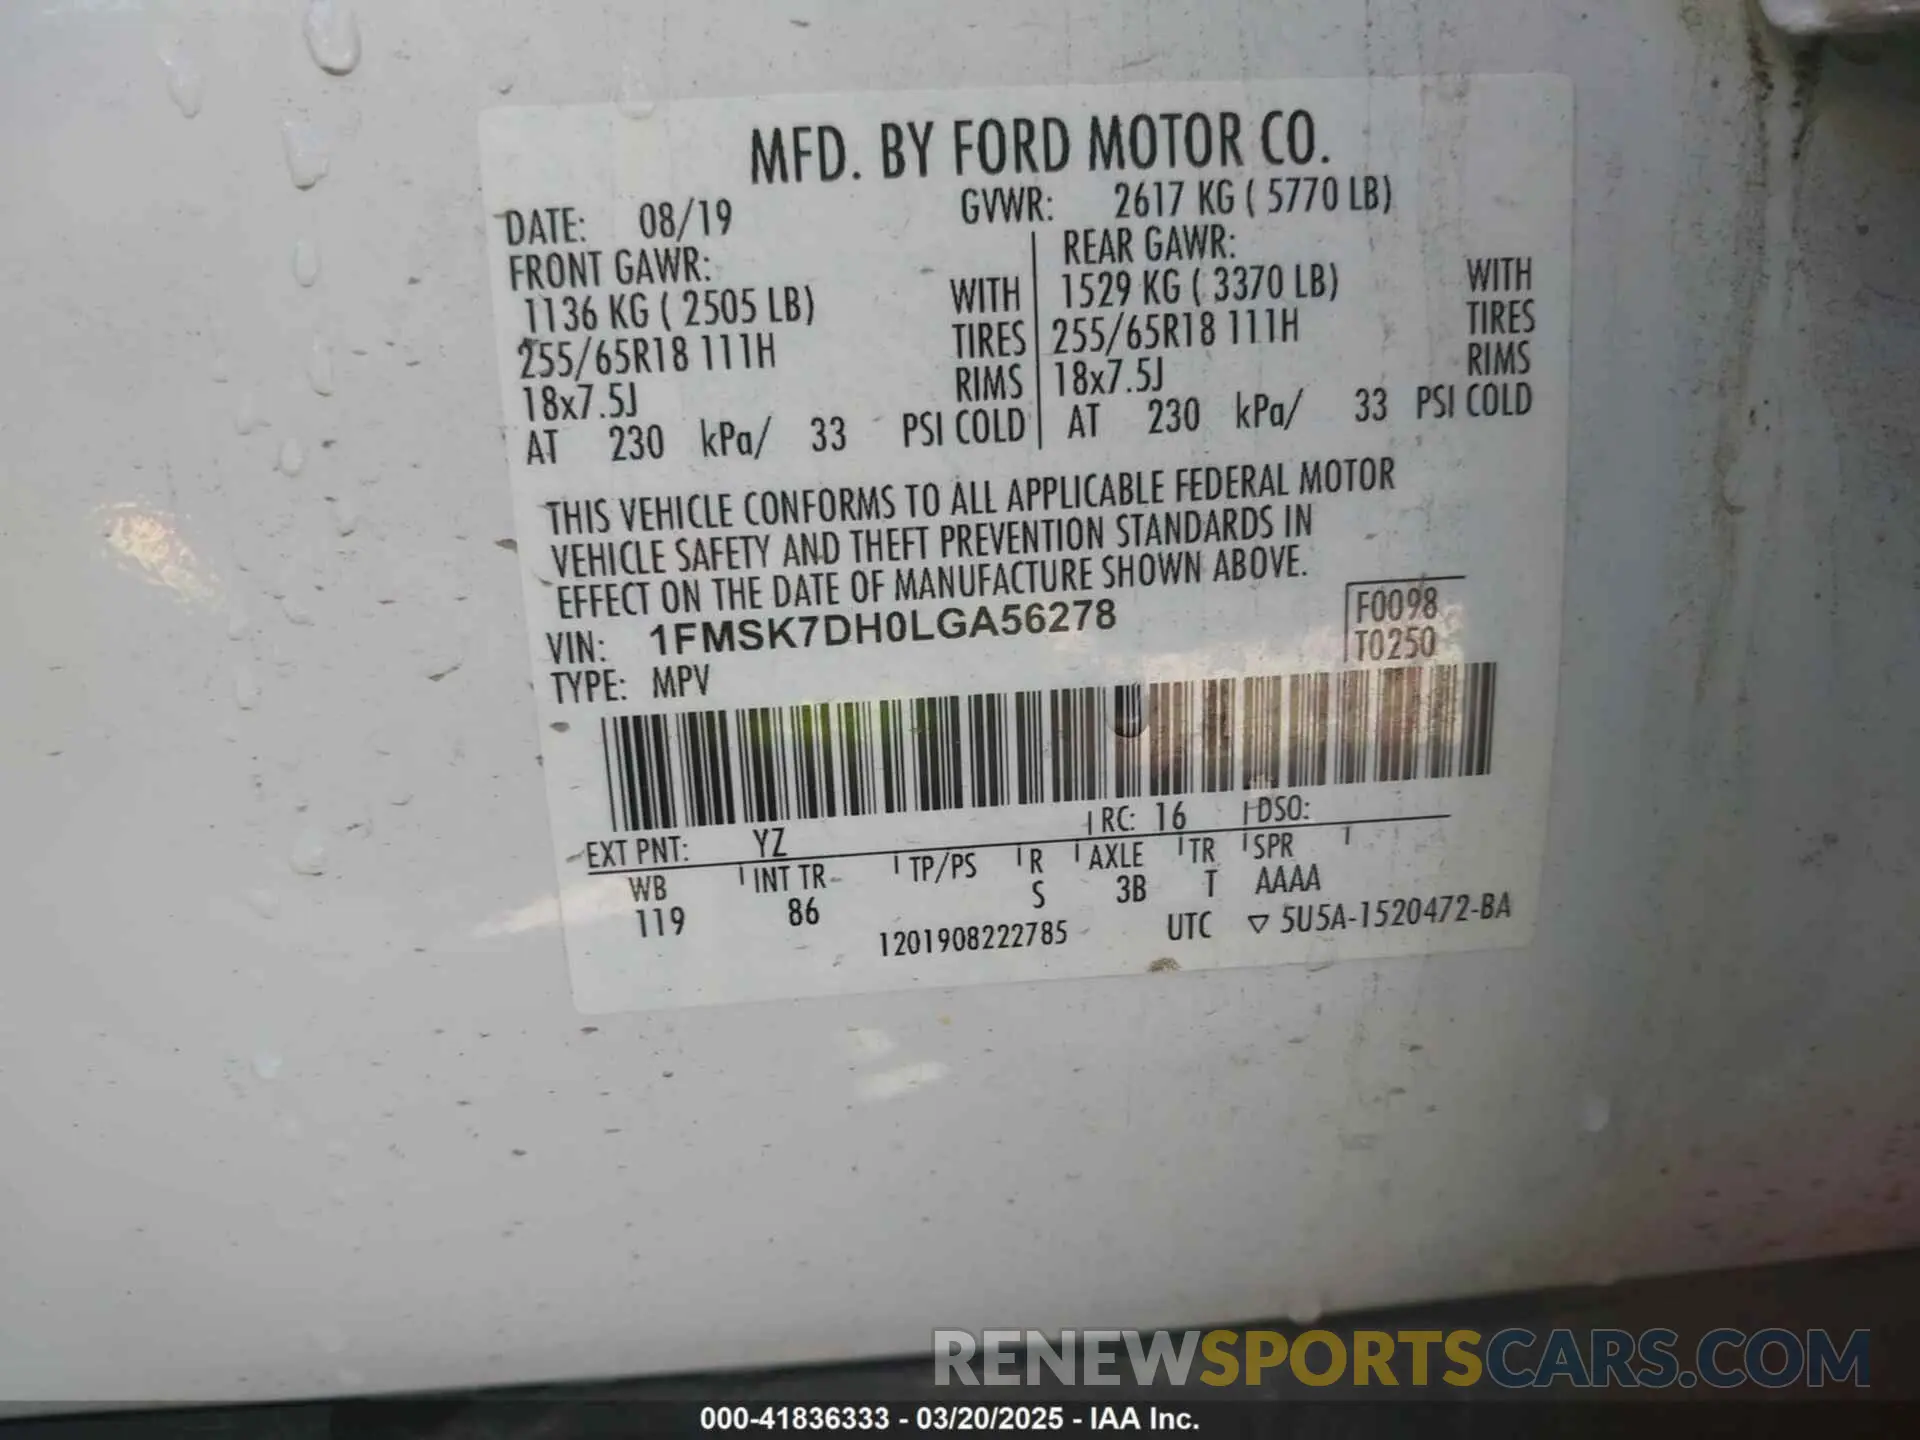 MFD. BY FORD MOTOR CO.
DATE: 08/19 GVWR: 2617 KG ( 5770 LB)
FRONT GAWR: REAR GAWR:
1136 KG ( 2505 LB) WITH 1529 KG ( 3370 LB) WITH
255/65R18 111H TIRES 255/65R18 111H TIRES
18x7.5J RIMS 18x7.5J RIMS
AT 230 kPa/ 33 PSI COLD AT 230 kPa/ 33 PSI COLD
THIS VEHICLE CONFORMS TO ALL APPLICABLE FEDERAL MOTOR
VEHICLE SAFETY AND THEFT PREVENTION STANDARDS IN
EFFECT ON THE DATE OF MANUFACTURE SHOWN ABOVE.
VIN: 1FMSK7DH0LGA56278 F0098
TYPE: MPV T0250
EXT PNT: YZ RC: 16 DSO:
WB INT TR TP/PS R AXLE TR SPR
119 86 S 3B T AAAA
1201908222785 UTC ▽ 5U5A-1520472-BA
RENEWSPORTSCARS.COM
000-41836333 - 03/20/2025 - IAA Inc.